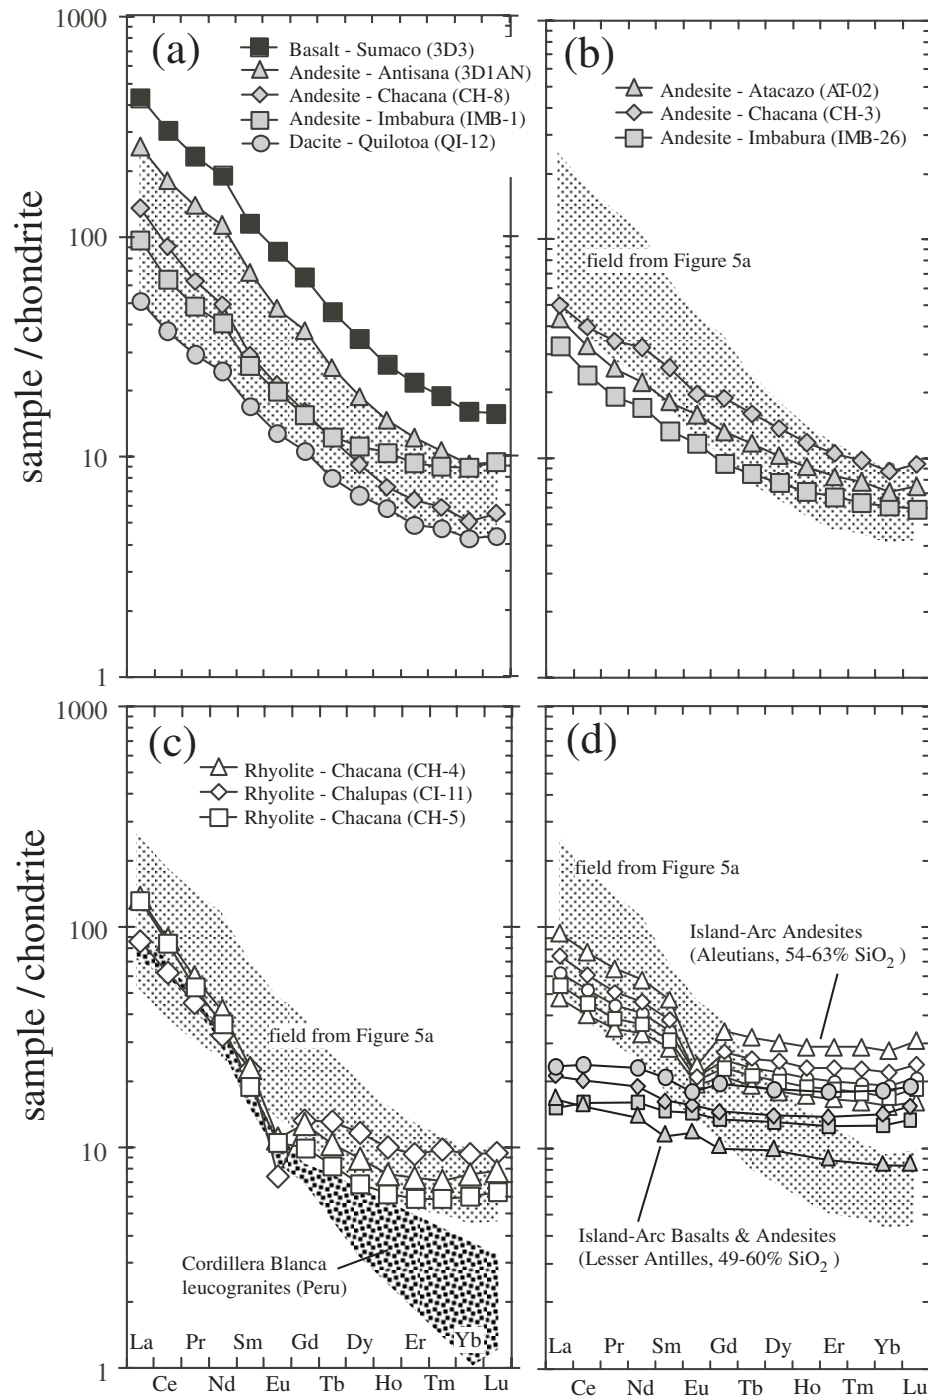 1000
100
10
1
sample / chondrite
(a)
Basalt - Sumaco (3D3)
Andesite - Antisana (3D1AN)
Andesite - Chacana (CH-8)
Andesite - Imbabura (IMB-1)
Dacite - Quilotoa (QI-12)
(b)
Andesite - Atacazo (AT-02)
Andesite - Chacana (CH-3)
Andesite - Imbabura (IMB-26)
field from Figure 5a
1000
100
10
1
sample / chondrite
(c)
Rhyolite - Chacana (CH-4)
Rhyolite - Chalupas (CI-11)
Rhyolite - Chacana (CH-5)
field from Figure 5a
Cordillera Blanca
leucogranites (Peru)
La Pr Sm Gd Dy Er Yb
Ce Nd Eu Tb Ho Tm Lu
(d)
field from Figure 5a
Island-Arc Andesites
(Aleutians, 54-63% SiO2 )
Island-Arc Basalts & Andesites
(Lesser Antilles, 49-60% SiO2 )
La Pr Sm Gd Dy Er Yb
Ce Nd Eu Tb Ho Tm Lu